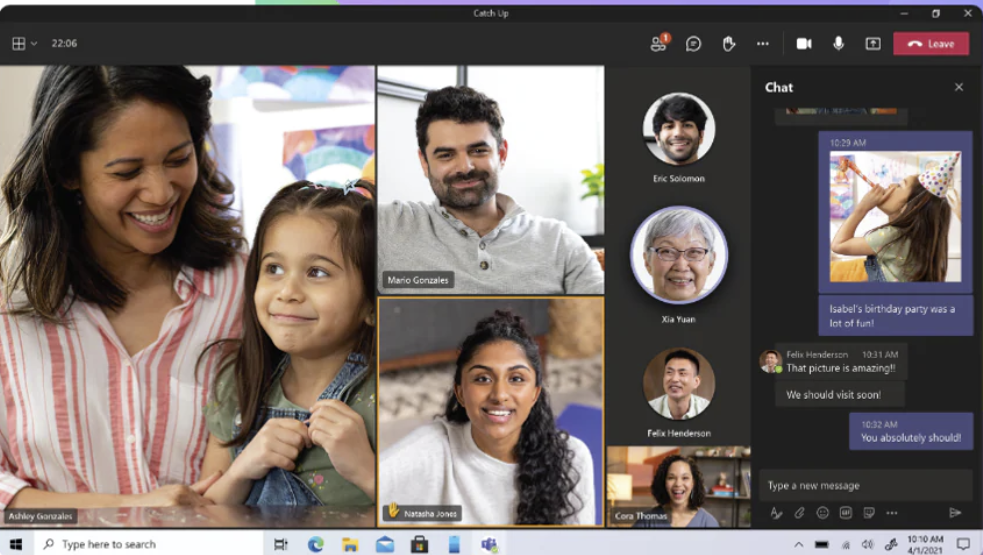 Catch Up
22:06
1
Leave
Ashley Gonzales
Mario Gonzales
Natasha Jones
Eric Solomon
Xia Yuan
Felix Henderson
Cora Thomas
Chat
10:29 AM
Isabel's birthday party was a
lot of fun!
Felix Henderson 10:31 AM
That picture is amazing!!
We should visit soon!
10:32 AM
You absolutely should!
Type a new message
GIF
Type here to search
10:10 AM
4/1/2021